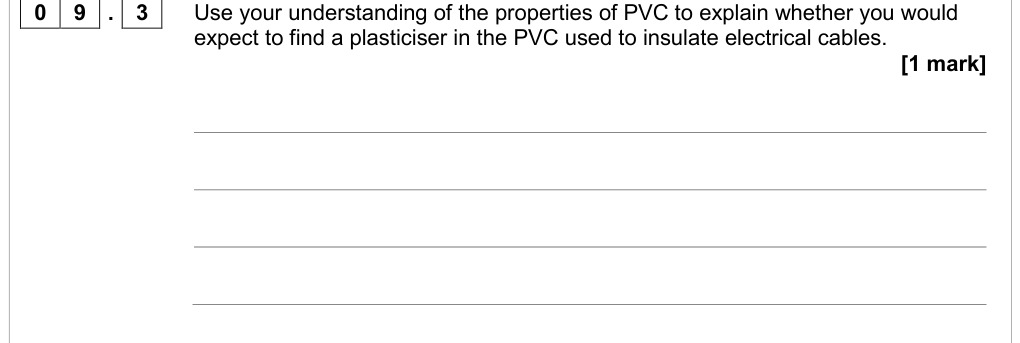 0 9 . 3 Use your understanding of the properties of PVC to explain whether you would
expect to find a plasticiser in the PVC used to insulate electrical cables.
[1 mark]